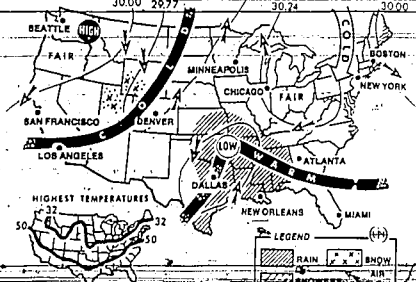 30.00 29.77 30.24 30.00
SEATTLE
HIGH
FAIR
COLD
MINNEAPOLIS
BOSTON
NEW YORK
CHICAGO
FAIR
SAN FRANCISCO
COLD
DENVER
LOS ANGELES
LOW
WARM
ATLANTA
DALLAS
NEW ORLEANS
MIAMI
HIGHEST TEMPERATURES
32 32
50 50
LEGEND
RAIN SNOW
SHOWERS AIR